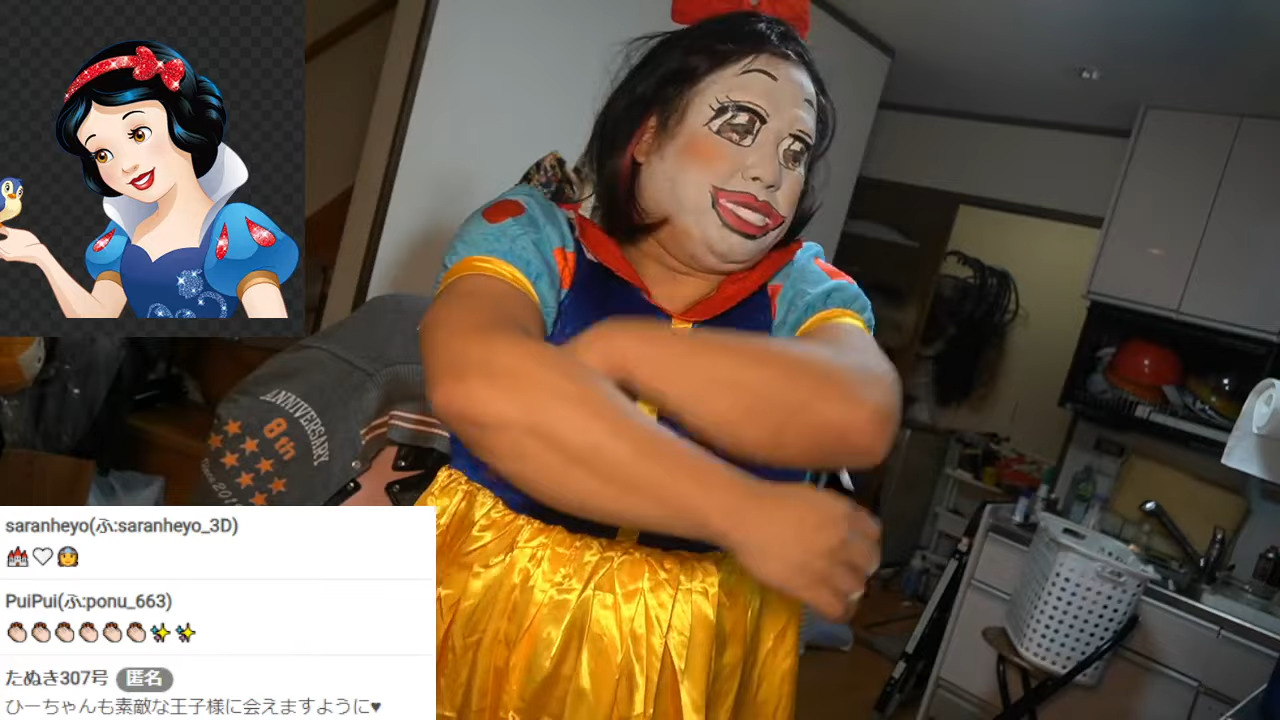 ANNIVERSARY
8th
saranheyo(ふ:saranheyo_3D)
🏰♡👸
PuiPui(ふ:ponu_663)
👏🏻👏🏻👏🏻👏🏻👏🏻👏🏻✨✨
たぬき307号 匿名
ひーちゃんも素敵な王子様に会えますように♥